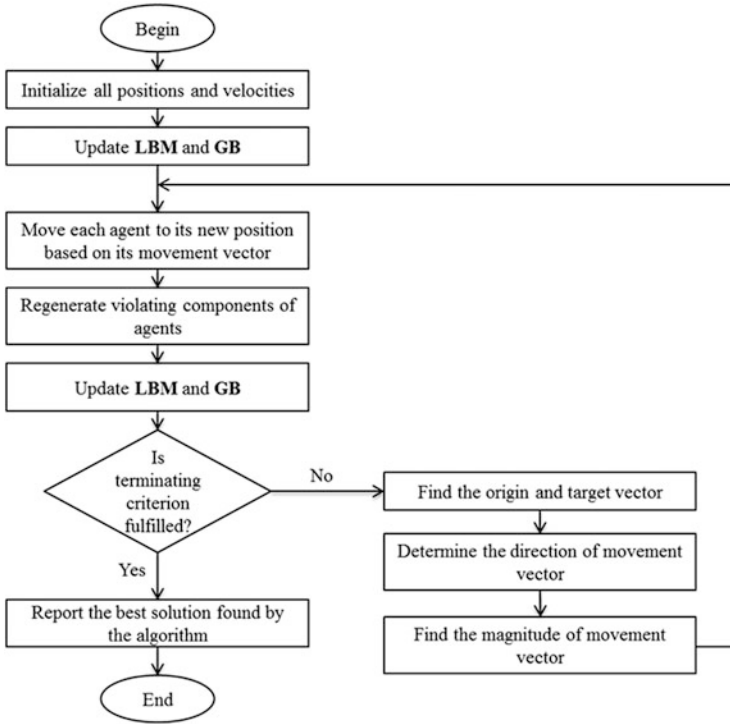 Begin
Initialize all positions and velocities
Update LBM and GB
Move each agent to its new position
based on its movement vector
Regenerate violating components of
agents
Update LBM and GB
Is
terminating
criterion
fulfilled?
No
Yes
Find the origin and target vector
Determine the direction of movement
vector
Find the magnitude of movement
vector
Report the best solution found by
the algorithm
End